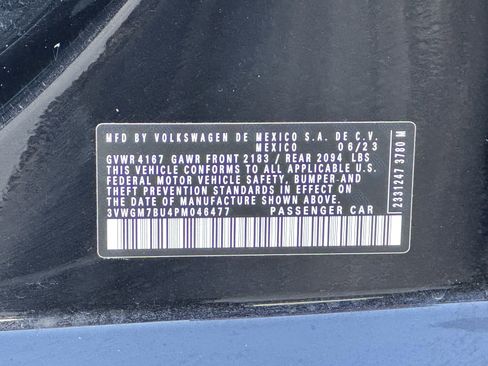 MFD BY VOLKSWAGEN DE MEXICO S.A. DE C.V.
MEXICO 06/23
GVWR4167 GAWR FRONT 2183 / REAR 2094 LBS
THIS VEHICLE CONFORMS TO ALL APPLICABLE U.S.
FEDERAL MOTOR VEHICLE SAFETY, BUMPER-AND
THEFT PREVENTION STANDARDS IN EFFECT ON
THE DATE OF MANUFACTURE SHOWN ABOVE.
3VWGM7BU4PM046477 PASSENGER CAR
2331247 3780 M